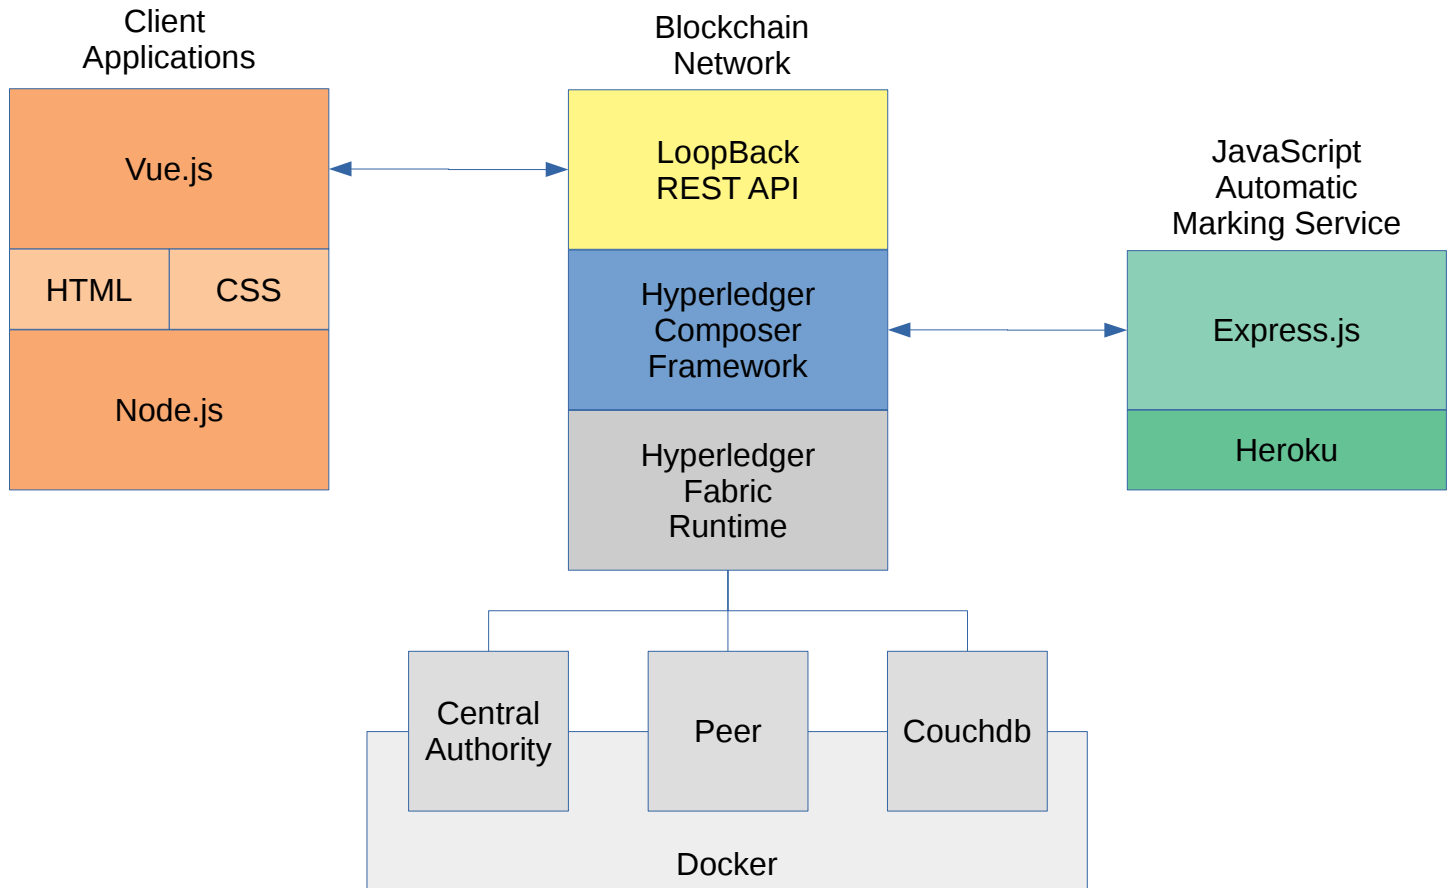 Client
Applications
Vue.js
HTML
CSS
Node.js
Blockchain
Network
LoopBack
REST API
Hyperledger
Composer
Framework
Hyperledger
Fabric
Runtime
JavaScript
Automatic
Marking Service
Express.js
Heroku
Central
Authority
Peer
Couchdb
Docker